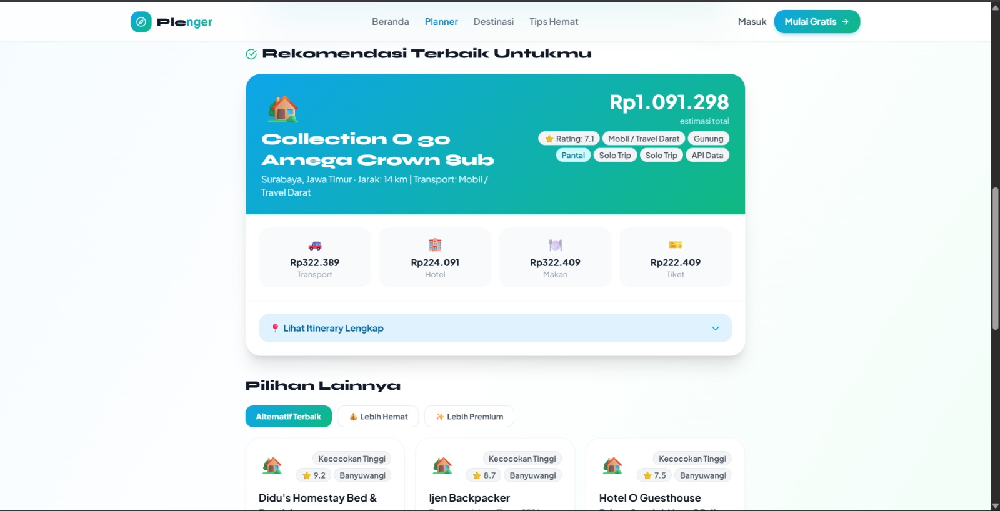 Plenger
Beranda
Planner
Destinasi
Tips Hemat
Masuk
Mulai Gratis →
Rekomendasi Terbaik Untukmu
Collection O 30
Amega Crown Sub
Surabaya, Jawa Timur · Jarak: 14 km | Transport: Mobil /
Travel Darat
Rp1.091.298
estimasi total
Rating: 7.1
Mobil / Travel Darat
Gunung
Pantai
Solo Trip
Solo Trip
API Data
Rp322.389
Transport
Rp224.091
Hotel
Rp322.409
Makan
Rp222.409
Tiket
Lihat Itinerary Lengkap
Pilihan Lainnya
Alternatif Terbaik
Lebih Hemat
Lebih Premium
Kecocokan Tinggi
9.2
Banyuwangi
Didu's Homestay Bed &
Kecocokan Tinggi
8.7
Banyuwangi
Ijen Backpacker
Kecocokan Tinggi
7.5
Banyuwangi
Hotel O Guesthouse